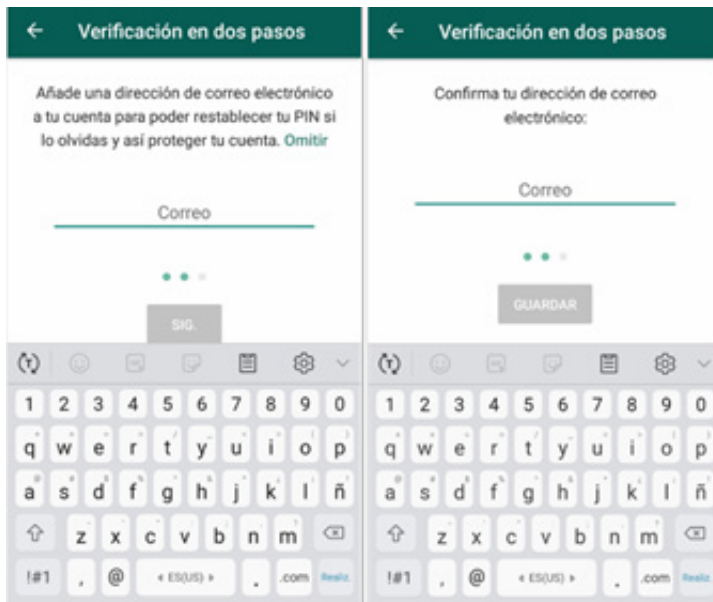 Verificación en dos pasos
Añade una dirección de correo electrónico
a tu cuenta para poder restablecer tu PIN si
lo olvidas y así proteger tu cuenta. Omitir
Correo
SIG.
1 2 3 4 5 6 7 8 9 0
q w e r t y u i o p
a s d f g h j k l ñ
z x c v b n m
!#1 , @ ES(US) . .com Realiz.
Verificación en dos pasos
Confirma tu dirección de correo
electrónico:
Correo
GUARDAR
1 2 3 4 5 6 7 8 9 0
q w e r t y u i o p
a s d f g h j k l ñ
z x c v b n m
!#1 , @ ES(US) . .com Realiz.